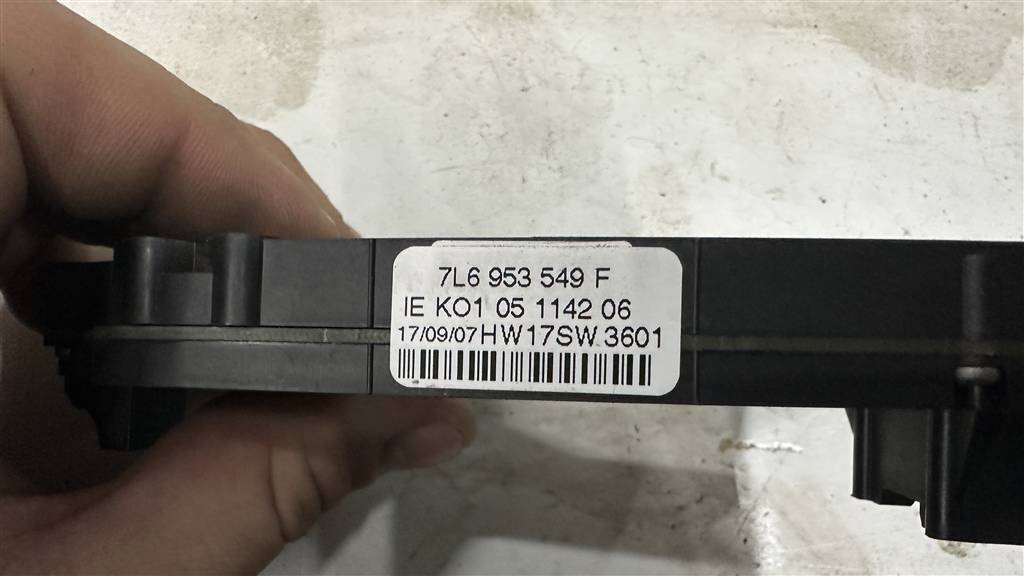 7L6 953 549 F
IE KO1 05 1142 06
17/09/07 HW17SW 3601